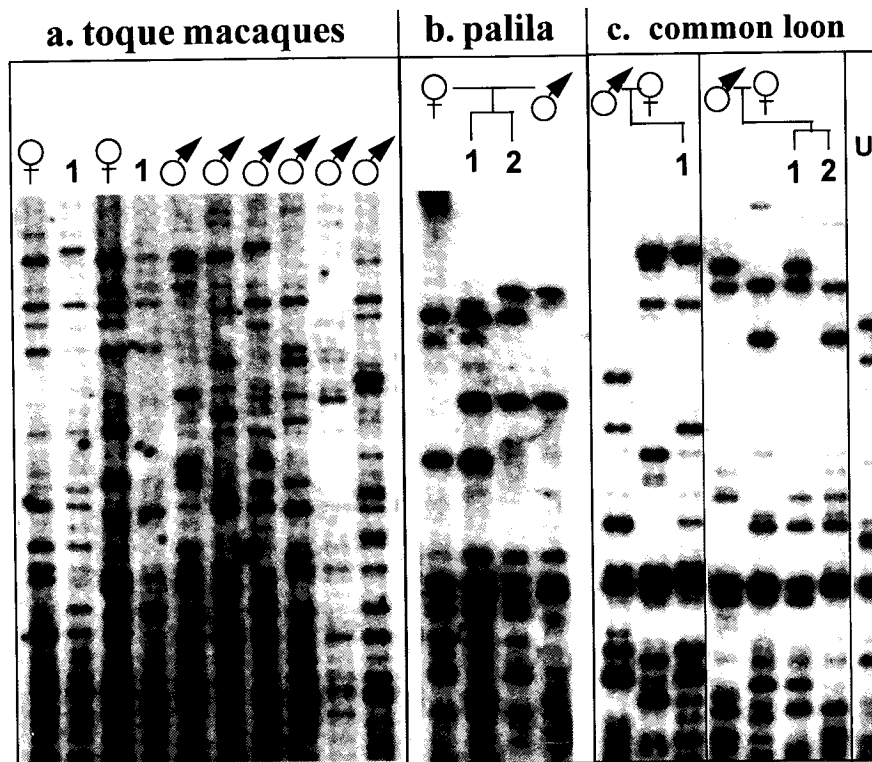 a. toque macaques b. palila c. common loon
♀ ♂ ♂ ♀ ♂ ♀
♀ 1 ♀ 1 ♂ ♂ ♂ ♂ ♂ ♂ 1 2 1 1 2 U